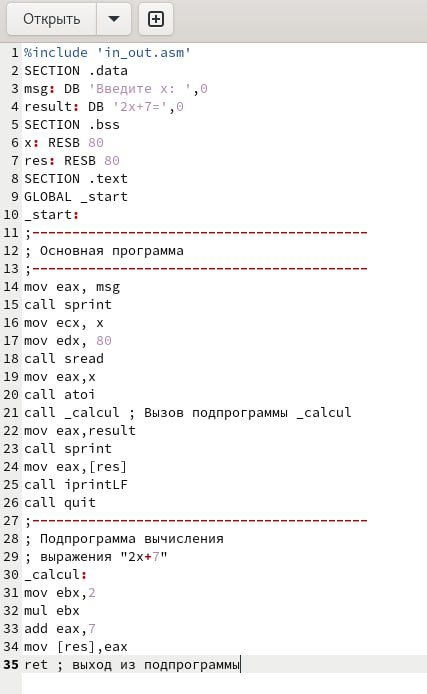 Открыть
1 %include 'in_out.asm'
2 SECTION .data
3 msg: DB 'Введите x: ',0
4 result: DB '2x+7=',0
5 SECTION .bss
6 x: RESB 80
7 res: RESB 80
8 SECTION .text
9 GLOBAL _start
10 _start:
11 ;------------------------------------------
12 ; Основная программа
13 ;------------------------------------------
14 mov eax, msg
15 call sprint
16 mov ecx, x
17 mov edx, 80
18 call sread
19 mov eax,x
20 call atoi
21 call _calcul ; Вызов подпрограммы _calcul
22 mov eax,result
23 call sprint
24 mov eax,[res]
25 call iprintLF
26 call quit
27 ;------------------------------------------
28 ; Подпрограмма вычисления
29 ; выражения "2x+7"
30 _calcul:
31 mov ebx,2
32 mul ebx
33 add eax,7
34 mov [res],eax
35 ret ; выход из подпрограммы